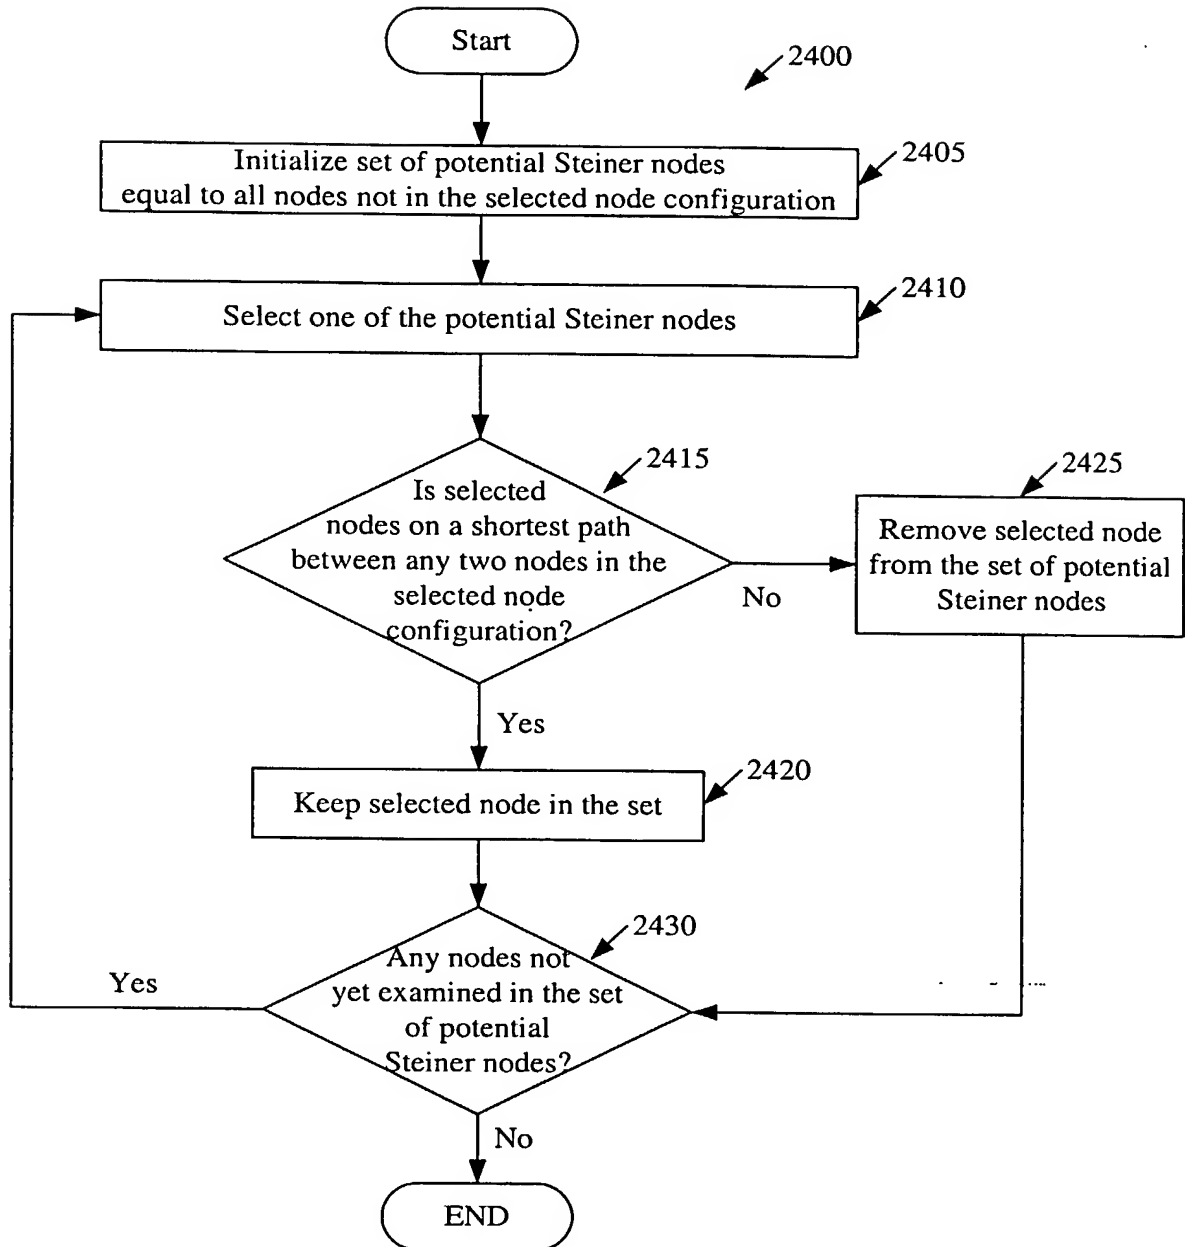 Start
2400
Initialize set of potential Steiner nodes
equal to all nodes not in the selected node configuration
2405
Select one of the potential Steiner nodes
2410
Is selected
nodes on a shortest path
between any two nodes in the
selected node
configuration?
2415
No
Remove selected node
from the set of potential
Steiner nodes
2425
Yes
Keep selected node in the set
2420
Any nodes not
yet examined in the set
of potential
Steiner nodes?
2430
Yes
No
END